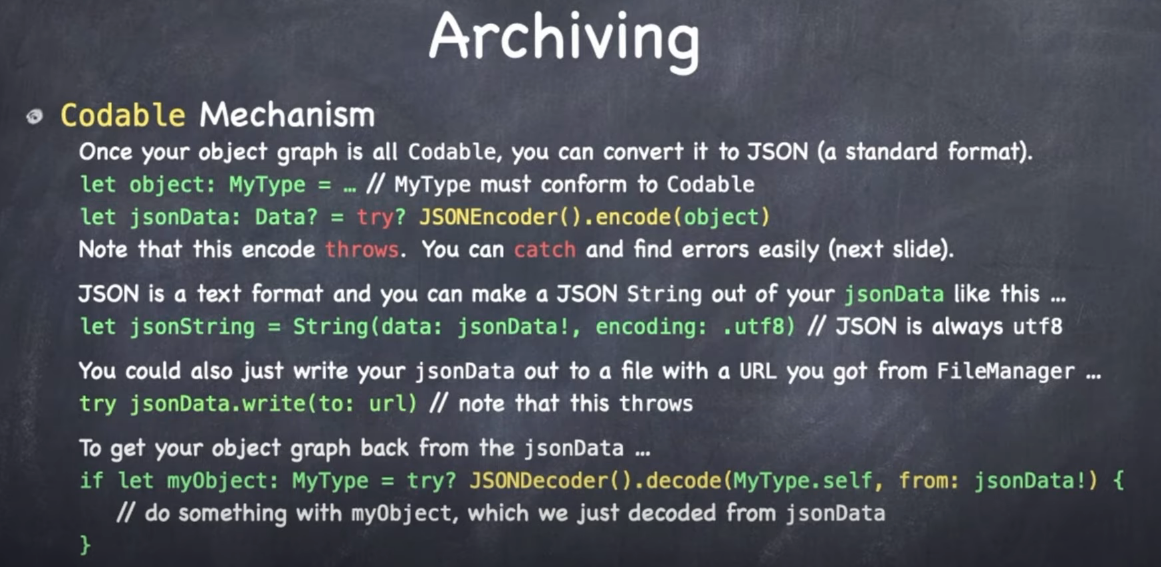 Archiving
Codable Mechanism
Once your object graph is all Codable, you can convert it to JSON (a standard format).
let object: MyType = … // MyType must conform to Codable
let jsonData: Data? = try? JSONEncoder().encode(object)
Note that this encode throws. You can catch and find errors easily (next slide).
JSON is a text format and you can make a JSON String out of your jsonData like this …
let jsonString = String(data: jsonData!, encoding: .utf8) // JSON is always utf8
You could also just write your jsonData out to a file with a URL you got from FileManager …
try jsonData.write(to: url) // note that this throws
To get your object graph back from the jsonData …
if let myObject: MyType = try? JSONDecoder().decode(MyType.self, from: jsonData!) {
// do something with myObject, which we just decoded from jsonData
}